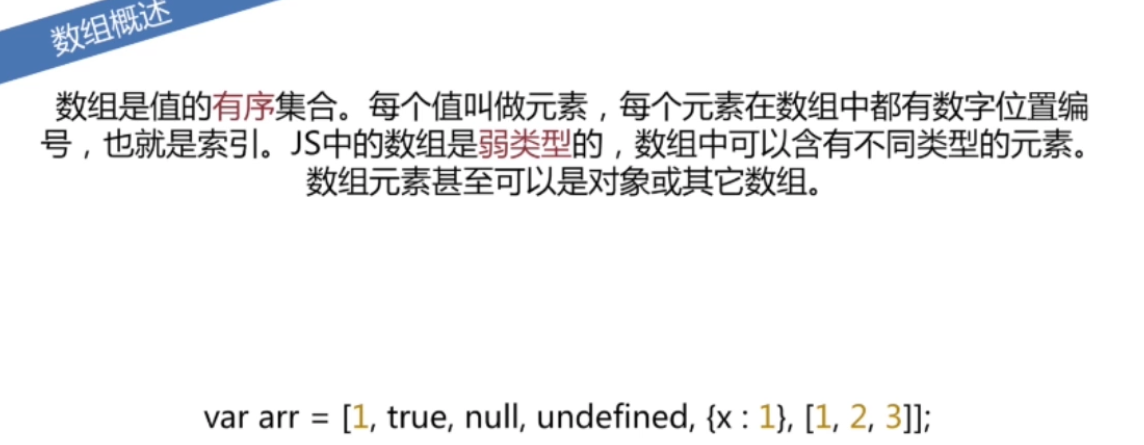 数组概述
数组是值的有序集合。每个值叫做元素，每个元素在数组中都有数字位置编
号，也就是索引。JS中的数组是弱类型的，数组中可以含有不同类型的元素。
数组元素甚至可以是对象或其它数组。
var arr = [1, true, null, undefined, {x : 1}, [1, 2, 3]];